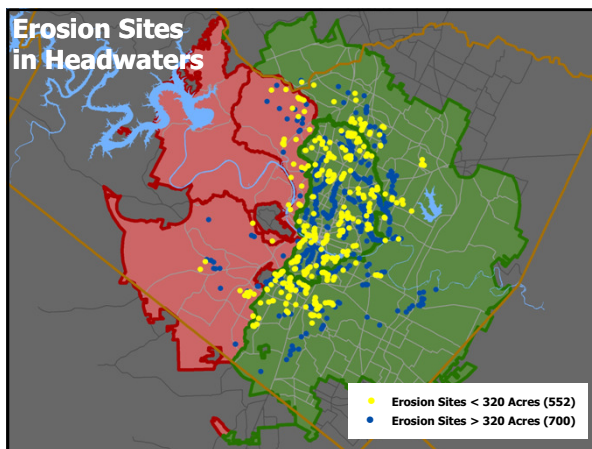 Erosion Sites
in Headwaters
Erosion Sites < 320 Acres (552)
Erosion Sites > 320 Acres (700)